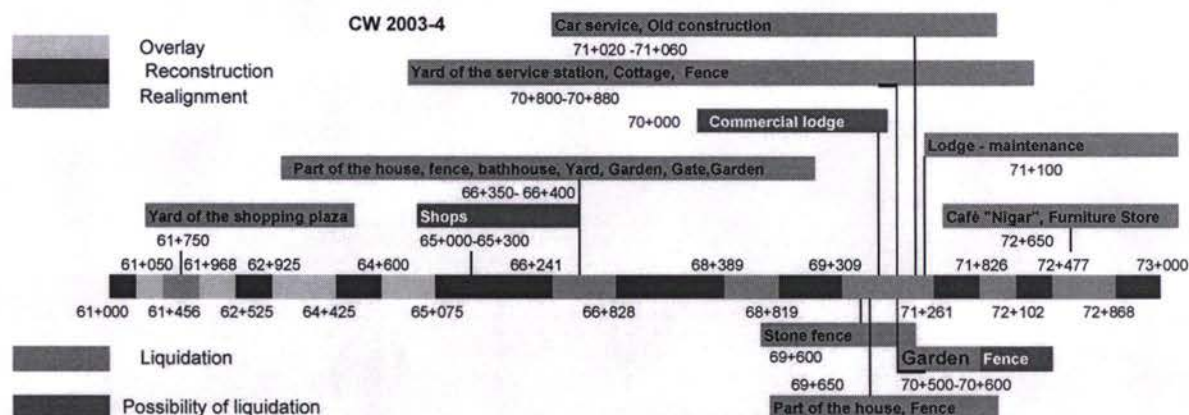 CW 2003-4
Car service, Old construction
71+020 -71+060
Overlay
Reconstruction
Realignment
Yard of the service station, Cottage, Fence
70+800-70+880
70+000
Commercial lodge
Lodge - maintenance
71+100
Part of the house, fence, bathhouse, Yard, Garden, Gate,Garden
66+350- 66+400
Yard of the shopping plaza
61+750
Shops
65+000-65+300
Café "Nigar", Furniture Store
72+650
61+050 61+968 62+925 64+600 66+241 68+389 69+309 71+826 72+477 73+000
61+000 61+456 62+525 64+425 65+075 66+828 68+819 71+261 72+102 72+868
Stone fence
69+600
Liquidation
Garden Fence
70+500-70+600
69+650
Part of the house, Fence
Possibility of liquidation